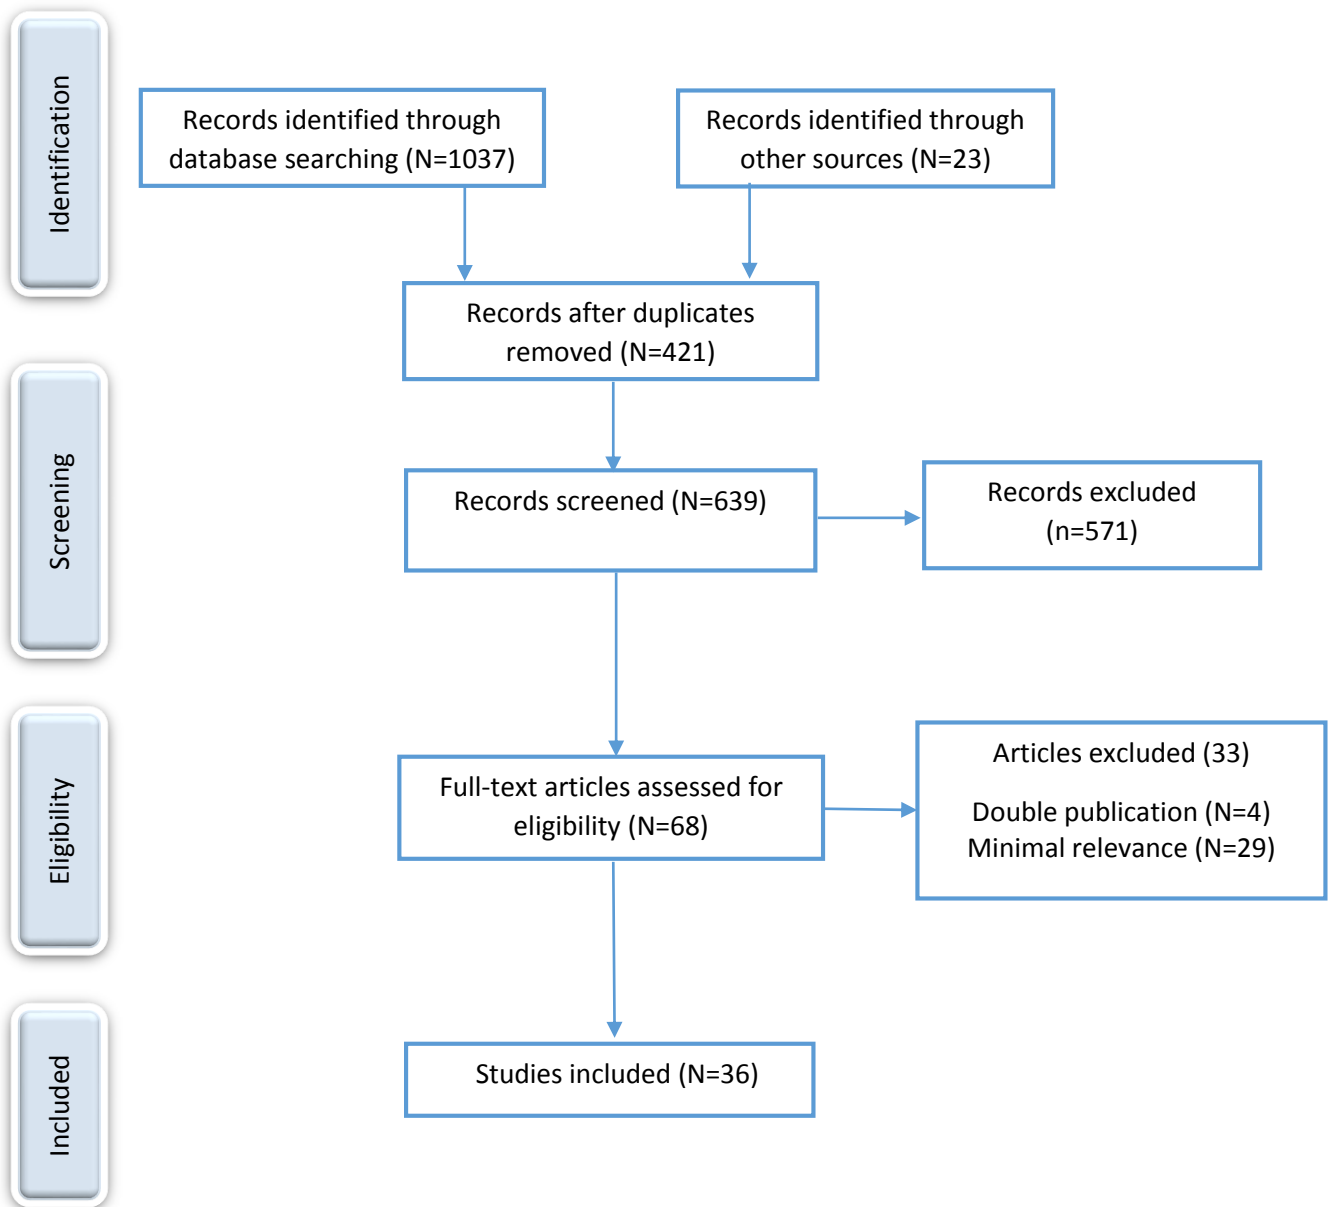 Identification
Records identified through
database searching (N=1037)
Records identified through
other sources (N=23)
Records after duplicates
removed (N=421)
Screening
Records screened (N=639)
Records excluded
(n=571)
Eligibility
Full-text articles assessed for
eligibility (N=68)
Articles excluded (33)
Double publication (N=4)
Minimal relevance (N=29)
Included
Studies included (N=36)